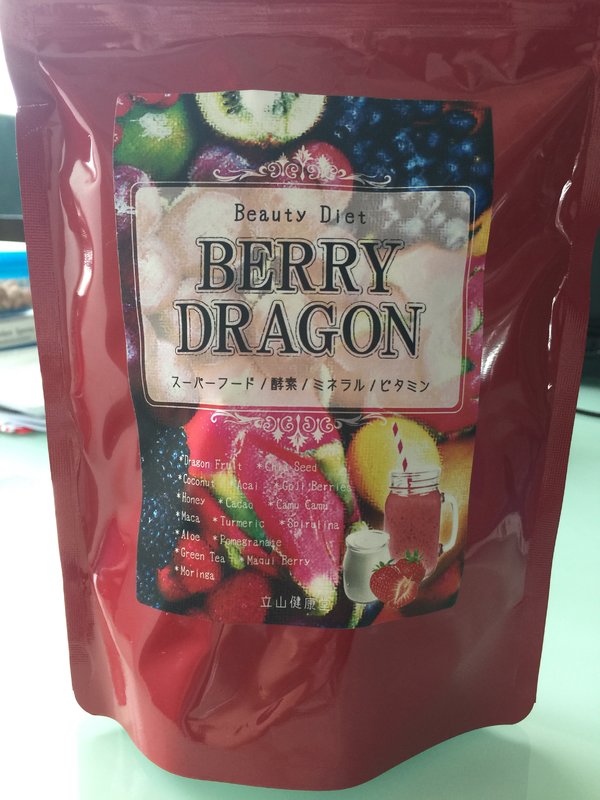 Beauty Diet
BERRY
DRAGON
スーパーフード/酵素/ミネラル/ビタミン
*Dragon Fruit *Chia Seed
*Coconut *Acai *Goji Berries
*Honey *Cacao *Camu Camu
*Maca *Turmeric *Spirulina
*Aloe *Pomegranate
*Green Tea *Maqui Berry
*Moringa
立山健康堂